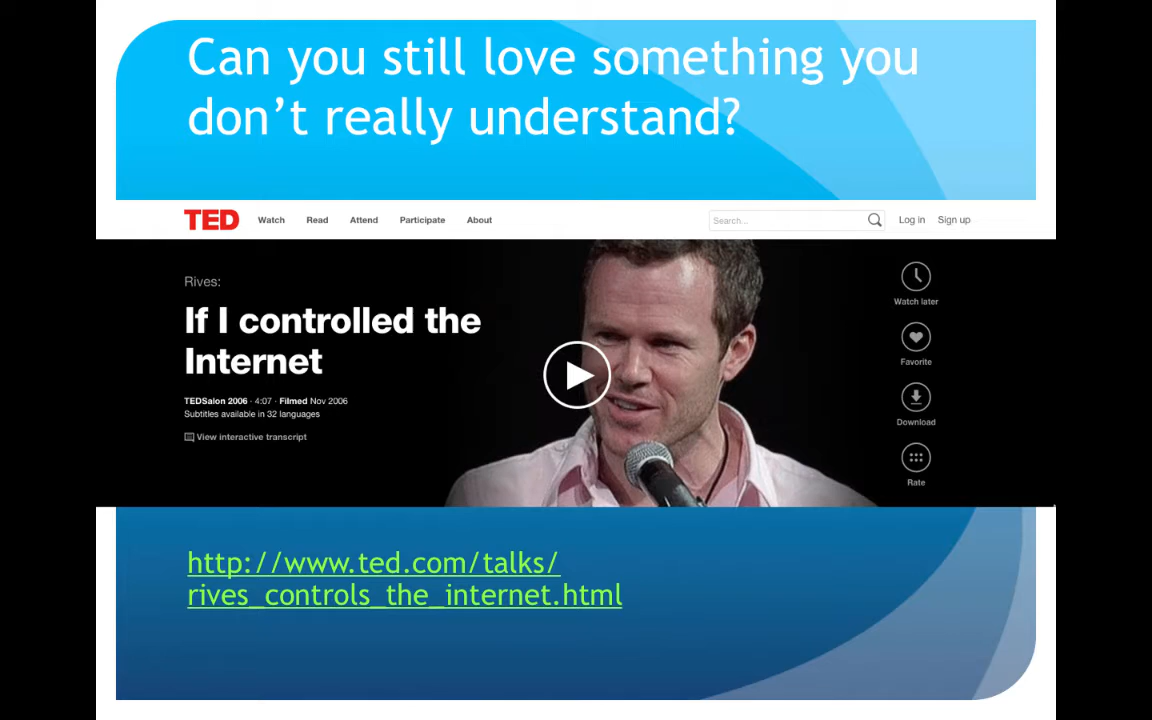 Can you still love something you
don't really understand?
TED Watch Read Attend Participate About Search... Log in Sign up
Rives:
If I controlled the
Internet
TEDSalon 2006 · 4:07 · Filmed Nov 2006
Subtitles available in 32 languages
View interactive transcript
Watch later
Favorite
Download
Rate
http://www.ted.com/talks/
rives_controls_the_internet.html